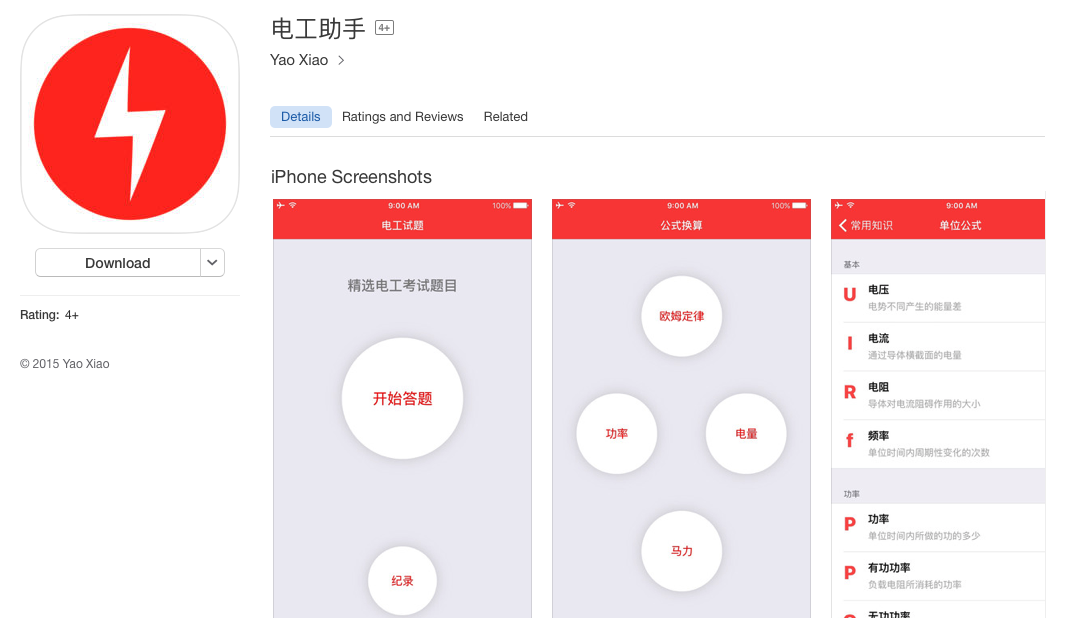 电工助手 4+
Yao Xiao
Details Ratings and Reviews Related
iPhone Screenshots
Download
Rating: 4+
© 2015 Yao Xiao
9:00 AM 100%
电工试题
精选电工考试题目
开始答题
纪录
9:00 AM 100%
公式换算
欧姆定律
功率
电量
马力
9:00 AM
常用知识 单位公式
基本
U 电压
电势不同产生的能量差
I 电流
通过导体横截面的电量
R 电阻
导体对电流阻碍作用的大小
f 频率
单位时间内周期性变化的次数
功率
P 功率
单位时间内所做的功的多少
P 有功功率
负载电阻所消耗的功率
无功功率